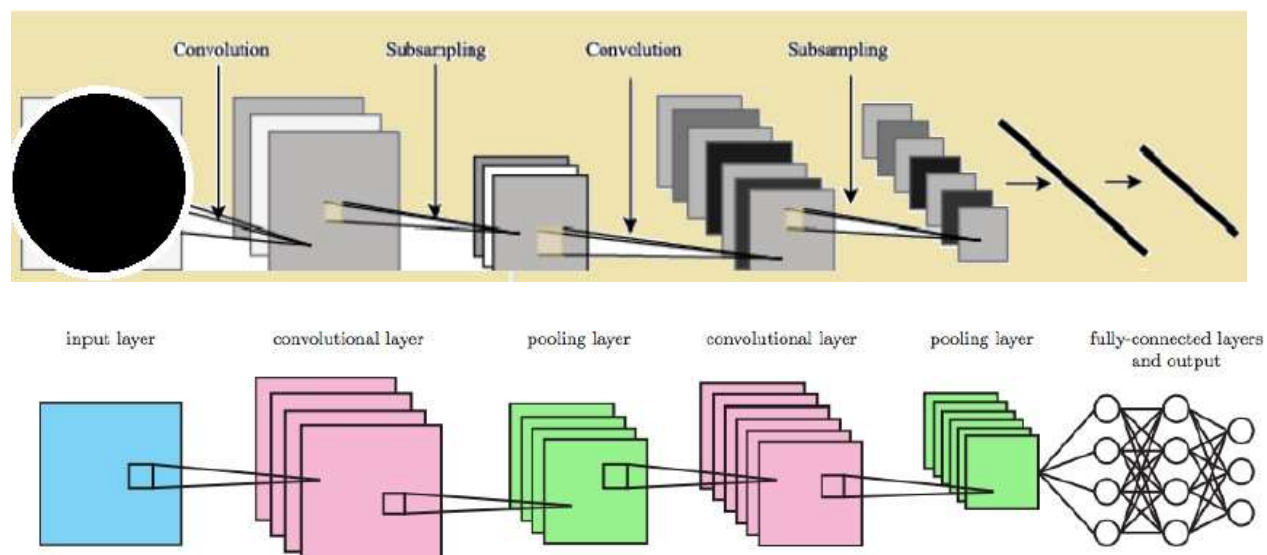 Convolution
Subsampling
Convolution
Subsampling
input layer
convolutional layer
pooling layer
convolutional layer
pooling layer
fully-connected layers
and output